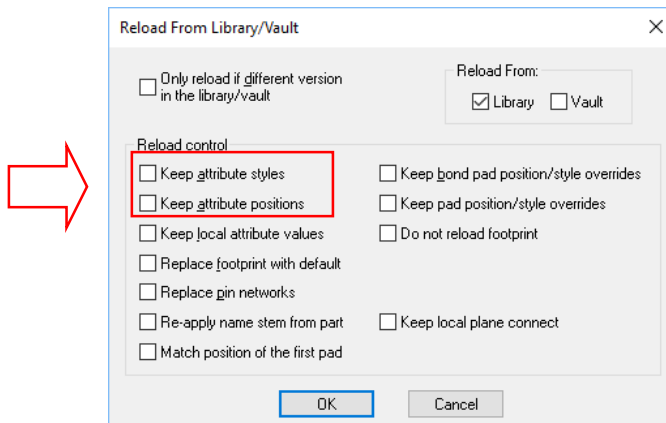 Reload From Library/Vault
Only reload if different version
in the library/vault
Reload From:
Library
Vault
Reload control
Keep attribute styles
Keep bond pad position/style overrides
Keep attribute positions
Keep pad position/style overrides
Keep local attribute values
Do not reload footprint
Replace footprint with default
Replace pin networks
Re-apply name stem from part
Keep local plane connect
Match position of the first pad
OK
Cancel